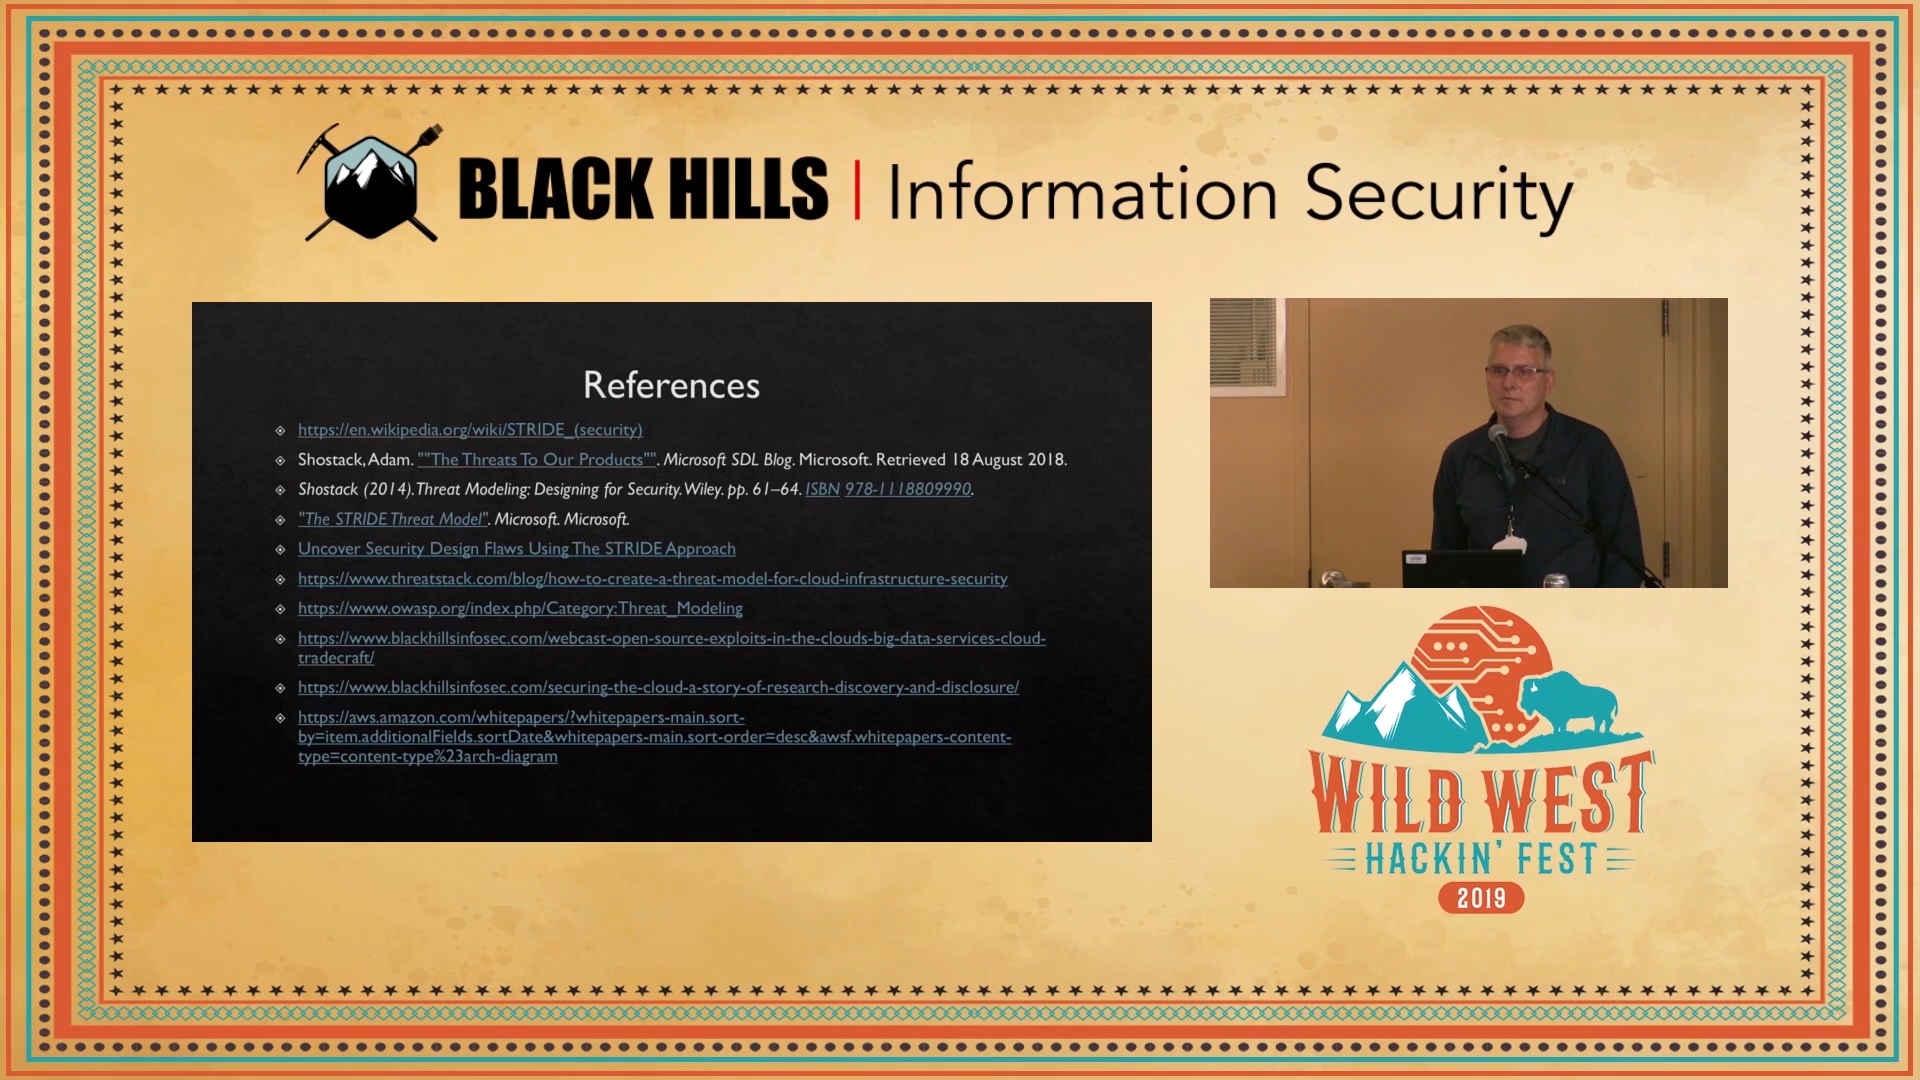 BLACK HILLS | Information Security
References
https://en.wikipedia.org/wiki/STRIDE_(security)
Shostack, Adam. ""The Threats To Our Products"". Microsoft SDL Blog. Microsoft. Retrieved 18 August 2018.
Shostack (2014). Threat Modeling: Designing for Security. Wiley. pp. 61–64. ISBN 978-1118809990.
"The STRIDE Threat Model". Microsoft. Microsoft.
Uncover Security Design Flaws Using The STRIDE Approach
https://www.threatstack.com/blog/how-to-create-a-threat-model-for-cloud-infrastructure-security
https://www.owasp.org/index.php/Category:Threat_Modeling
https://www.blackhillsinfosec.com/webcast-open-source-exploits-in-the-clouds-big-data-services-cloud-
tradecraft/
https://www.blackhillsinfosec.com/securing-the-cloud-a-story-of-research-discovery-and-disclosure/
https://aws.amazon.com/whitepapers/?whitepapers-main.sort-
by=item.additionalFields.sortDate&whitepapers-main.sort-order=desc&awsf.whitepapers-content-
type=content-type%23arch-diagram
WILD WEST
HACKIN' FEST
2019